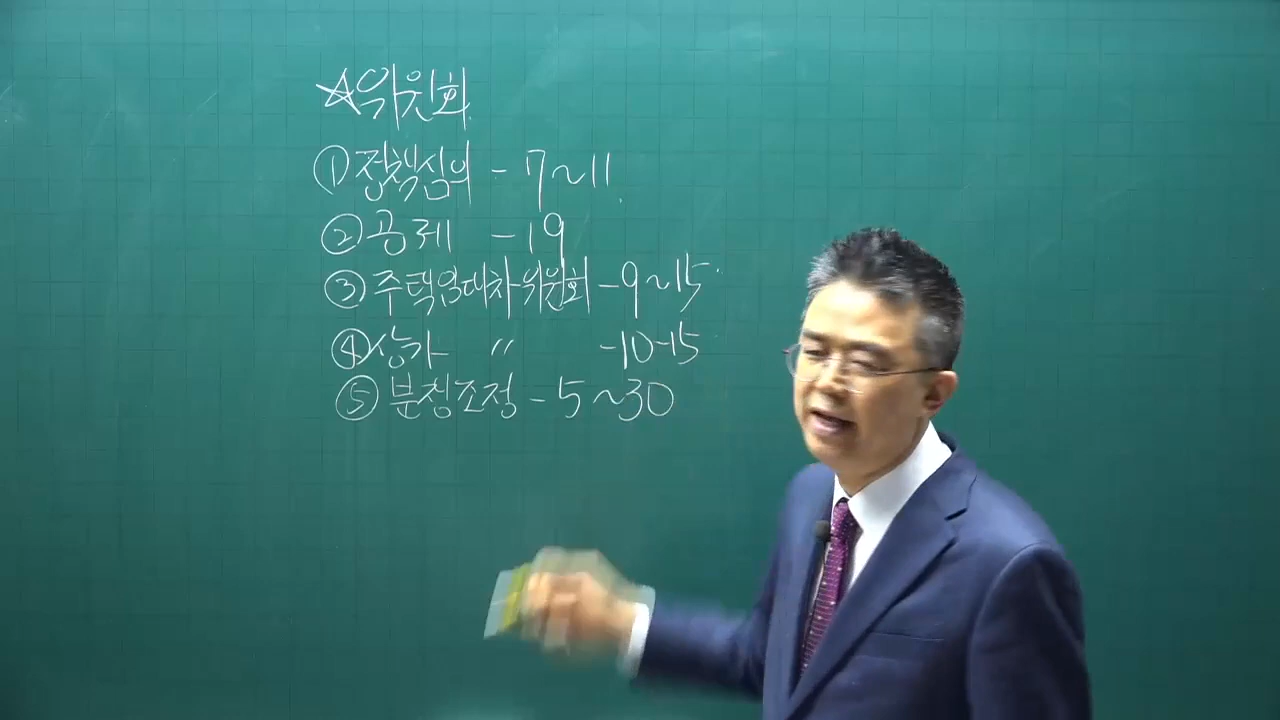 ☆위원회
① 정책심의 - 7~11
② 공제 - 19
③ 주택임대차위원회 - 9~15
④ 상가 〃 - 10-15
⑤ 분쟁조정 - 5~30